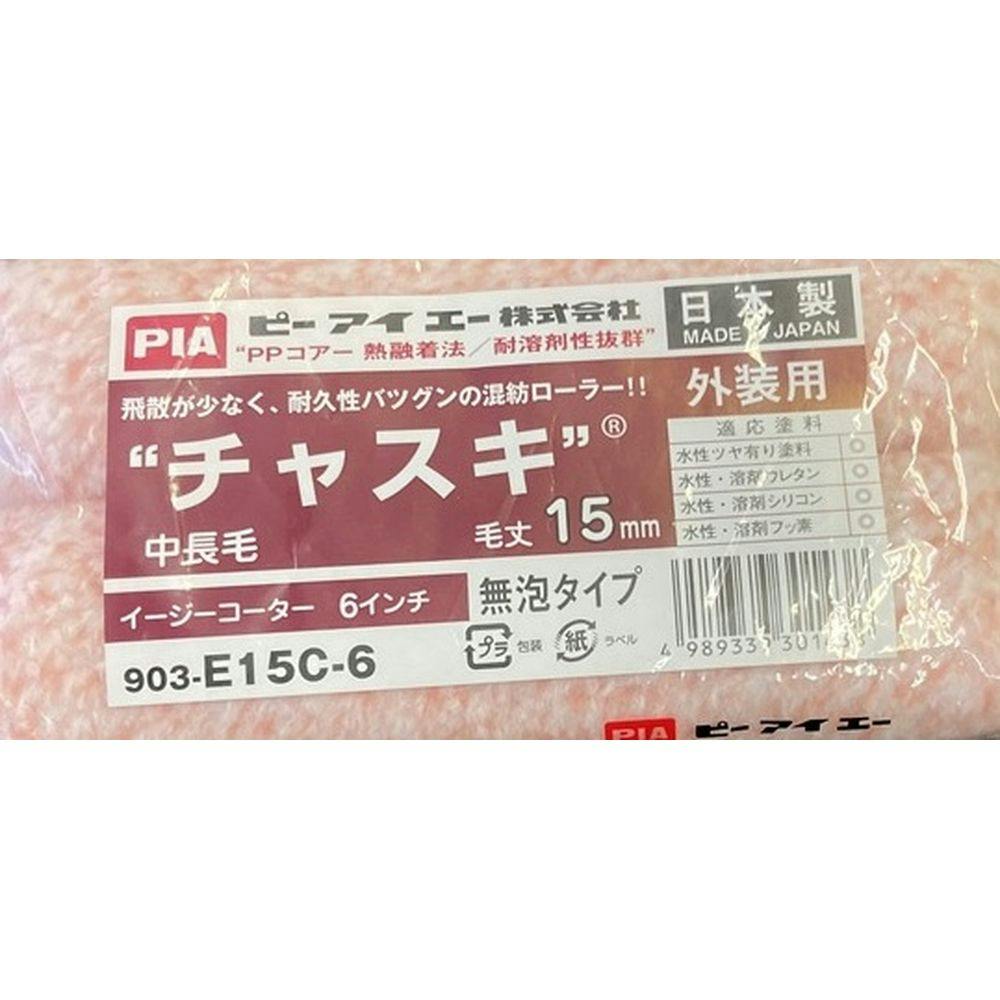 PIA ピーアイエー株式会社
“PPコアー 熱融着法／耐溶剤性抜群”
日本製
MADE IN JAPAN
飛散が少なく、耐久性バツグンの混紡ローラー!!
“チャスキ”®
中長毛 毛丈 15mm
外装用
適応塗料
水性ツヤ有り塗料 ◎
水性・溶剤ウレタン ◎
水性・溶剤シリコン ◎
水性・溶剤フッ素 ◎
イージーコーター 6インチ
無泡タイプ
903-E15C-6
プラ 包装 紙 ラベル
PIA ピーアイエー